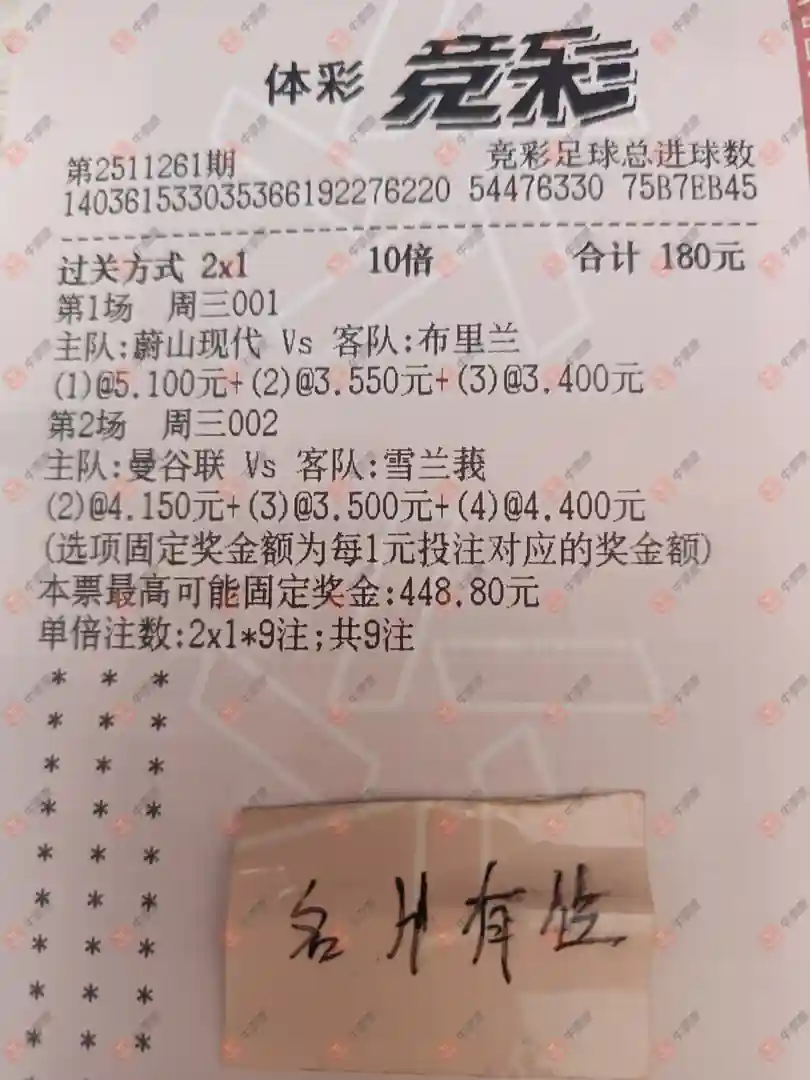 体彩 竞彩
第2511261期 竞彩足球总进球数
140361533035366192276220 54476330 75B7EB45
过关方式 2x1 10倍 合计 180元
第1场 周三001
主队:蔚山现代 Vs 客队:布里兰
(1)@5.100元+(2)@3.550元+(3)@3.400元
第2场 周三002
主队:曼谷联 Vs 客队:雪兰莪
(2)@4.150元+(3)@3.500元+(4)@4.400元
(选项固定奖金额为每1元投注对应的奖金额)
本票最高可能固定奖金:448.80元
单倍注数:2x1*9注;共9注
* * *
* * *
* * *
* * *
* * *
* * *
* * *
* * *
* * *
名片有